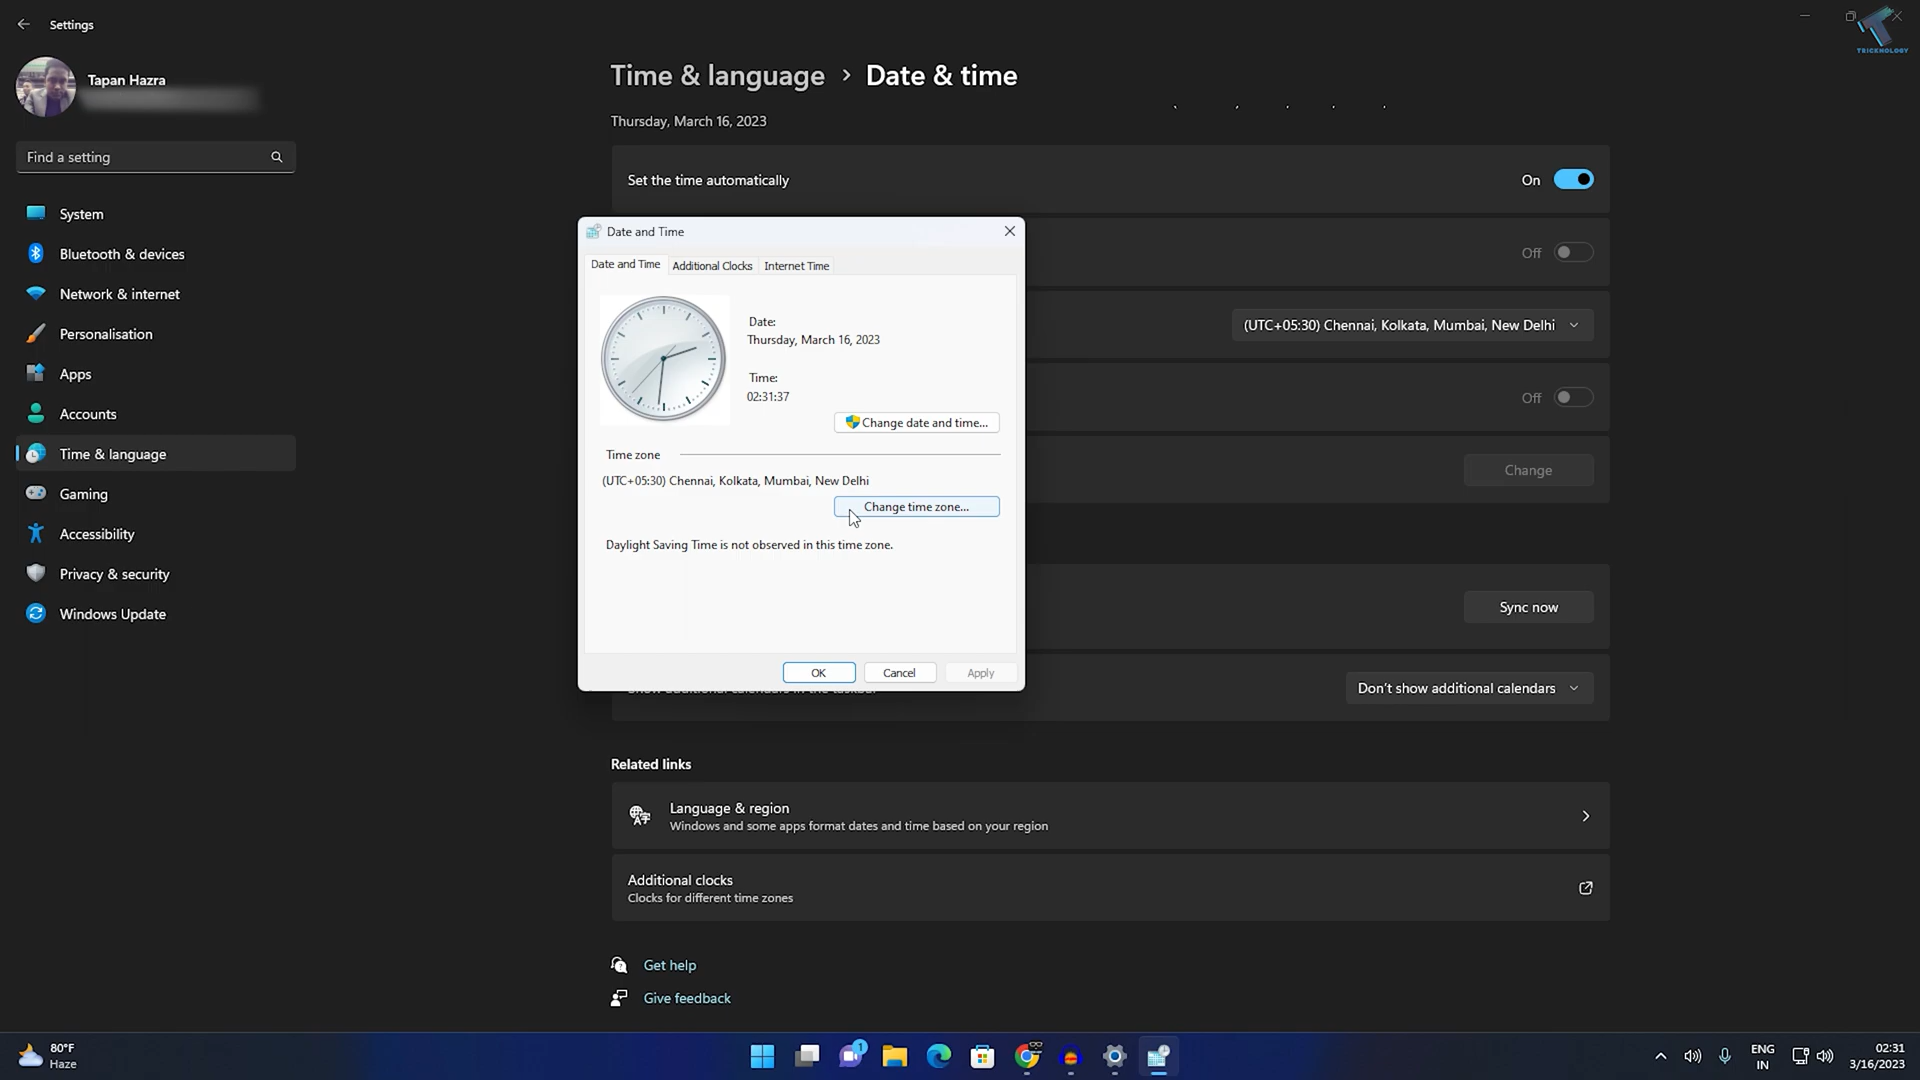 Settings
TRICKNOLOGY
Tapan Hazra
Find a setting
System
Bluetooth & devices
Network & internet
Personalisation
Apps
Accounts
Time & language
Gaming
Accessibility
Privacy & security
Windows Update
Time & language › Date & time
Thursday, March 16, 2023
Set the time automatically
On
Off
(UTC+05:30) Chennai, Kolkata, Mumbai, New Delhi
Off
Change
Sync now
Don't show additional calendars
Date and Time
Date and Time Additional Clocks Internet Time
Date:
Thursday, March 16, 2023
Time:
02:31:37
Change date and time...
Time zone
(UTC+05:30) Chennai, Kolkata, Mumbai, New Delhi
Change time zone...
Daylight Saving Time is not observed in this time zone.
OK Cancel Apply
Related links
Language & region
Windows and some apps format dates and time based on your region
Additional clocks
Clocks for different time zones
Get help
Give feedback
80°F
Haze
1
ENG
IN
02:31
3/16/2023